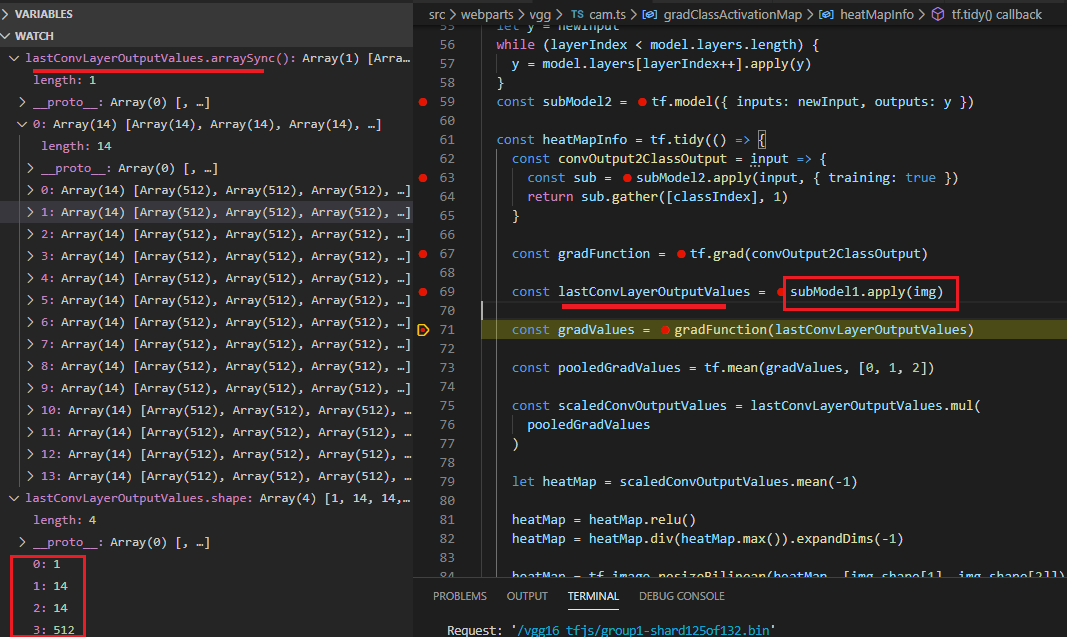 VARIABLES
WATCH
lastConvLayerOutputValues.arraySync(): Array(1) [Arra…
length: 1
__proto__: Array(0) [, …]
0: Array(14) [Array(14), Array(14), Array(14), …]
length: 14
__proto__: Array(0) [, …]
0: Array(14) [Array(512), Array(512), Array(512), …]
1: Array(14) [Array(512), Array(512), Array(512), …]
2: Array(14) [Array(512), Array(512), Array(512), …]
3: Array(14) [Array(512), Array(512), Array(512), …]
4: Array(14) [Array(512), Array(512), Array(512), …]
5: Array(14) [Array(512), Array(512), Array(512), …]
6: Array(14) [Array(512), Array(512), Array(512), …]
7: Array(14) [Array(512), Array(512), Array(512), …]
8: Array(14) [Array(512), Array(512), Array(512), …]
9: Array(14) [Array(512), Array(512), Array(512), …]
10: Array(14) [Array(512), Array(512), Array(512), …
11: Array(14) [Array(512), Array(512), Array(512), …
12: Array(14) [Array(512), Array(512), Array(512), …
13: Array(14) [Array(512), Array(512), Array(512), …
lastConvLayerOutputValues.shape: Array(4) [1, 14, 14,…
length: 4
__proto__: Array(0) [, …]
0: 1
1: 14
2: 14
3: 512
src > webparts > vgg > TS cam.ts > gradClassActivationMap > heatMapInfo > tf.tidy() callback
55 let y = newInput
56 while (layerIndex < model.layers.length) {
57 y = model.layers[layerIndex++].apply(y)
58 }
59 const subModel2 = tf.model({ inputs: newInput, outputs: y })
60
61 const heatMapInfo = tf.tidy(() => {
62 const convOutput2ClassOutput = input => {
63 const sub = subModel2.apply(input, { training: true })
64 return sub.gather([classIndex], 1)
65 }
66
67 const gradFunction = tf.grad(convOutput2ClassOutput)
68
69 const lastConvLayerOutputValues = subModel1.apply(img)
70
71 const gradValues = gradFunction(lastConvLayerOutputValues)
72
73 const pooledGradValues = tf.mean(gradValues, [0, 1, 2])
74
75 const scaledConvOutputValues = lastConvLayerOutputValues.mul(
76 pooledGradValues
77 )
78
79 let heatMap = scaledConvOutputValues.mean(-1)
80
81 heatMap = heatMap.relu()
82 heatMap = heatMap.div(heatMap.max()).expandDims(-1)
83
84 heatMap = tf.image.resizeBilinear(heatMap, [img.shape[1], img.shape[2]])
PROBLEMS OUTPUT TERMINAL DEBUG CONSOLE
Request: '/vgg16_tfjs/group1-shard125of132.bin'